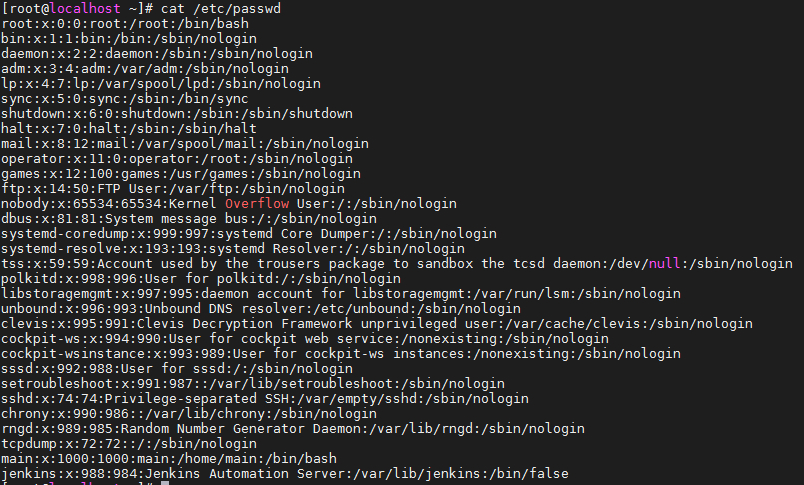 [root@localhost ~]# cat /etc/passwd
root:x:0:0:root:/root:/bin/bash
bin:x:1:1:bin:/bin:/sbin/nologin
daemon:x:2:2:daemon:/sbin:/sbin/nologin
adm:x:3:4:adm:/var/adm:/sbin/nologin
lp:x:4:7:lp:/var/spool/lpd:/sbin/nologin
sync:x:5:0:sync:/sbin:/bin/sync
shutdown:x:6:0:shutdown:/sbin:/sbin/shutdown
halt:x:7:0:halt:/sbin:/sbin/halt
mail:x:8:12:mail:/var/spool/mail:/sbin/nologin
operator:x:11:0:operator:/root:/sbin/nologin
games:x:12:100:games:/usr/games:/sbin/nologin
ftp:x:14:50:FTP User:/var/ftp:/sbin/nologin
nobody:x:65534:65534:Kernel Overflow User:/:/sbin/nologin
dbus:x:81:81:System message bus:/:/sbin/nologin
systemd-coredump:x:999:997:systemd Core Dumper:/:/sbin/nologin
systemd-resolve:x:193:193:systemd Resolver:/:/sbin/nologin
tss:x:59:59:Account used by the trousers package to sandbox the tcsd daemon:/dev/null:/sbin/nologin
polkitd:x:998:996:User for polkitd:/:/sbin/nologin
libstoragemgmt:x:997:995:daemon account for libstoragemgmt:/var/run/lsm:/sbin/nologin
unbound:x:996:993:Unbound DNS resolver:/etc/unbound:/sbin/nologin
clevis:x:995:991:Clevis Decryption Framework unprivileged user:/var/cache/clevis:/sbin/nologin
cockpit-ws:x:994:990:User for cockpit web service:/nonexisting:/sbin/nologin
cockpit-wsinstance:x:993:989:User for cockpit-ws instances:/nonexisting:/sbin/nologin
sssd:x:992:988:User for sssd:/:/sbin/nologin
setroubleshoot:x:991:987::/var/lib/setroubleshoot:/sbin/nologin
sshd:x:74:74:Privilege-separated SSH:/var/empty/sshd:/sbin/nologin
chrony:x:990:986::/var/lib/chrony:/sbin/nologin
rngd:x:989:985:Random Number Generator Daemon:/var/lib/rngd:/sbin/nologin
tcpdump:x:72:72::/:/sbin/nologin
main:x:1000:1000:main:/home/main:/bin/bash
jenkins:x:988:984:Jenkins Automation Server:/var/lib/jenkins:/bin/false
[root@localhost ~]#